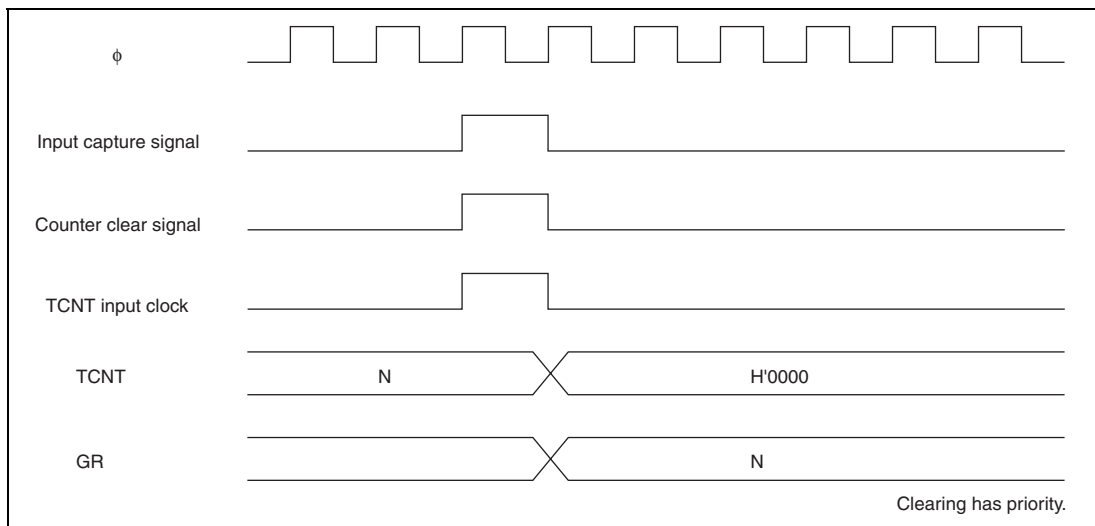 ϕ
Input capture signal
Counter clear signal
TCNT input clock
TCNT N H'0000
GR N
Clearing has priority.